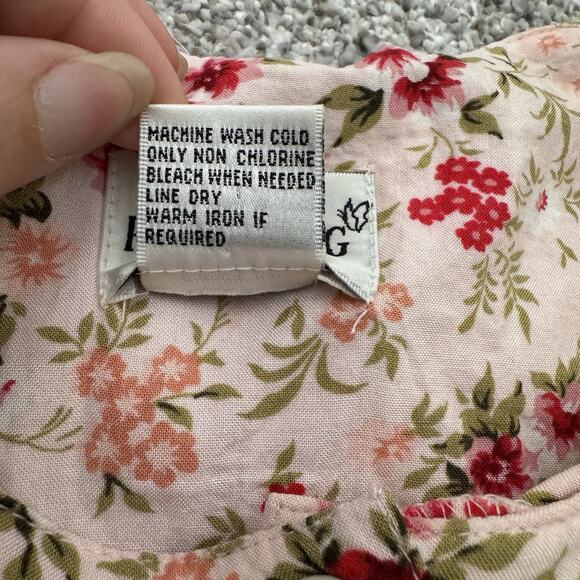 MACHINE WASH COLD
ONLY NON CHLORINE
BLEACH WHEN NEEDED
LINE DRY
WARM IRON IF
REQUIRED